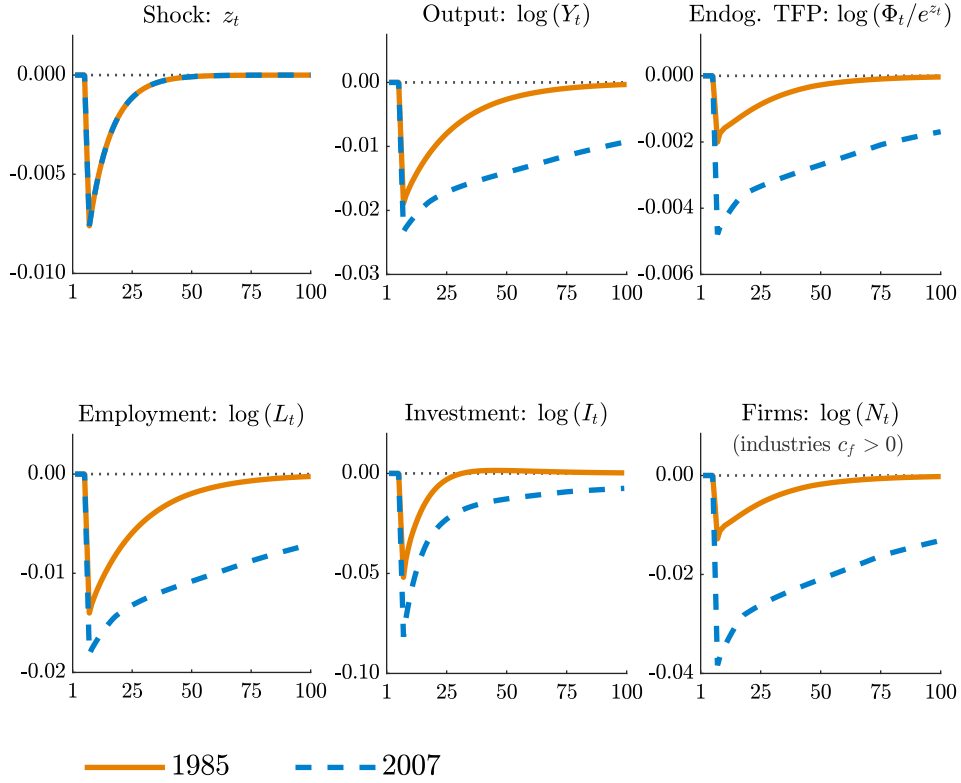 Shock: z_t
Output: log (Y_t)
Endog. TFP: log (Φ_t/e^{z_t})
0.000
-0.005
-0.010
1 25 50 75 100
0.00
-0.01
-0.02
-0.03
1 25 50 75 100
0.000
-0.002
-0.004
-0.006
1 25 50 75 100
Employment: log (L_t)
Investment: log (I_t)
Firms: log (N_t)
(industries c_f > 0)
0.00
-0.01
-0.02
1 25 50 75 100
0.00
-0.05
-0.10
1 25 50 75 100
0.00
-0.02
-0.04
1 25 50 75 100
1985 2007